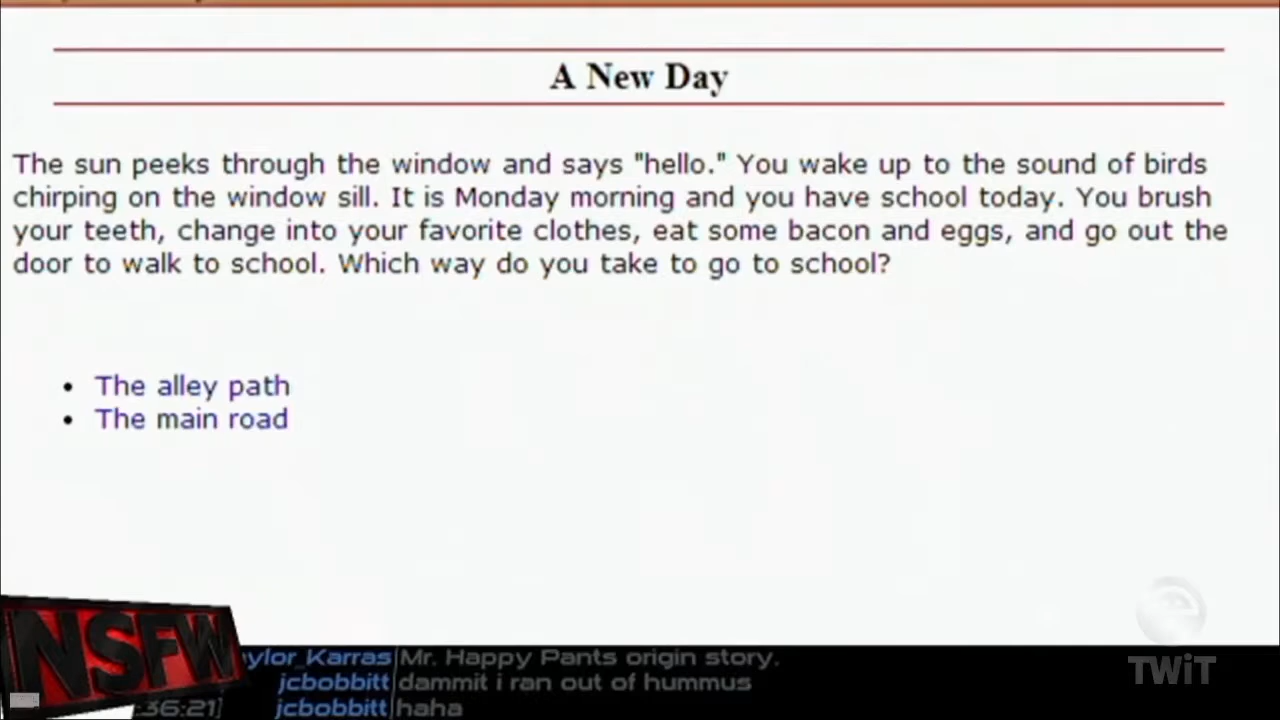 A New Day
The sun peeks through the window and says "hello." You wake up to the sound of birds
chirping on the window sill. It is Monday morning and you have school today. You brush
your teeth, change into your favorite clothes, eat some bacon and eggs, and go out the
door to walk to school. Which way do you take to go to school?
• The alley path
• The main road
NSFW
ylor_Karras Mr. Happy Pants origin story.
jcbobbitt dammit i ran out of hummus
:36:21] jcbobbitt haha
TWiT